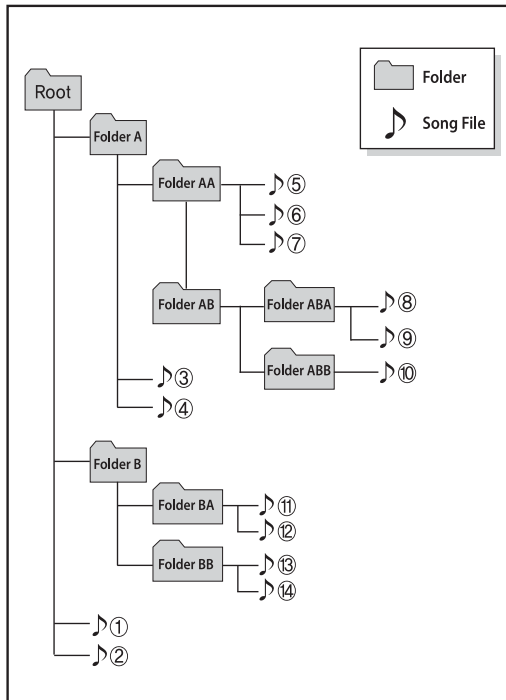 Root
Folder
Song File
Folder A
Folder AA
⑤
⑥
⑦
Folder AB
Folder ABA
⑧
⑨
Folder ABB
⑩
③
④
Folder B
Folder BA
⑪
⑫
Folder BB
⑬
⑭
①
②